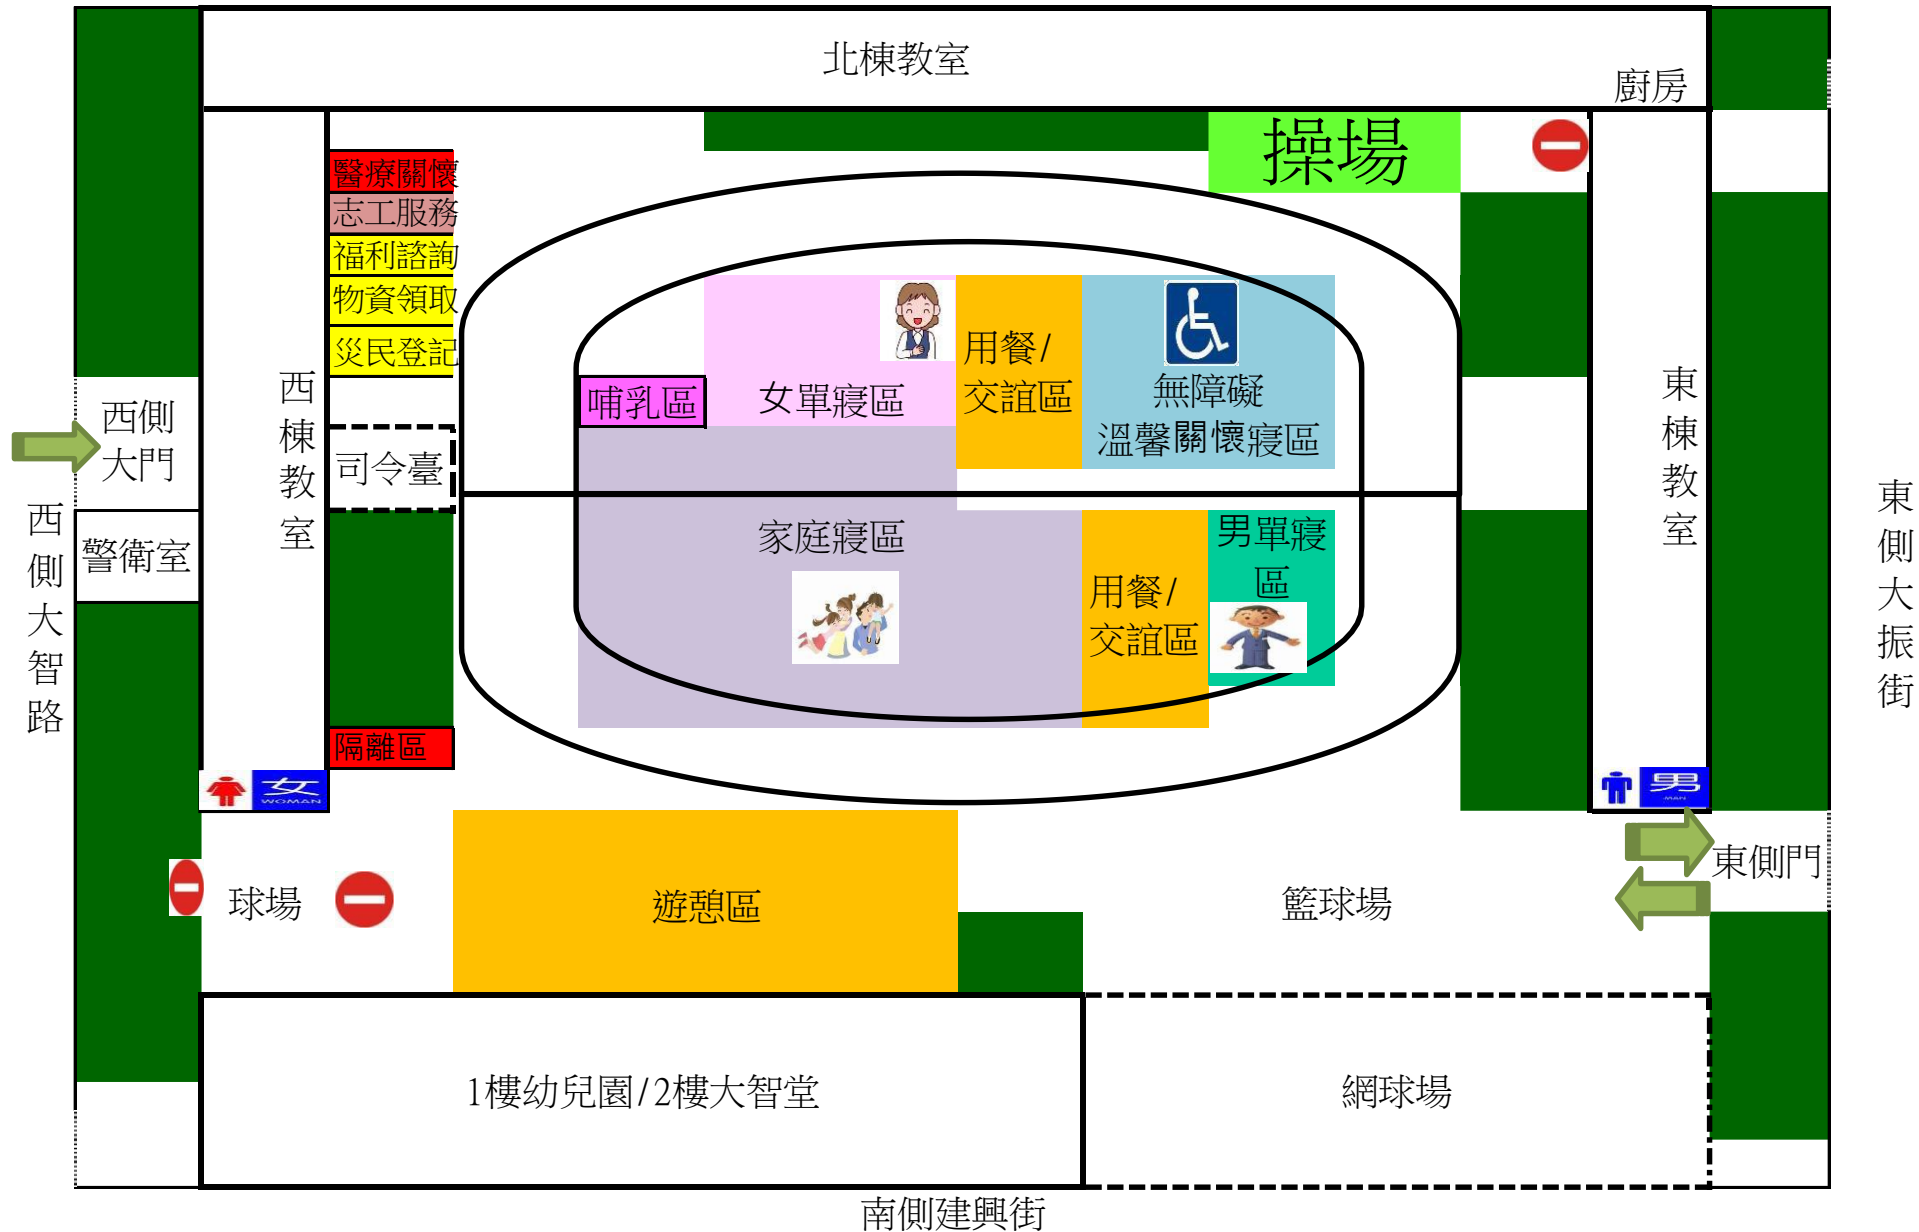 北棟教室
廚房
操場
醫療關懷
志工服務
福利諮詢
物資領取
災民登記
西側
大門
西棟教室
司令臺
哺乳區
女單寢區
用餐/
交誼區
無障礙
溫馨關懷寢區
東棟教室
西側大智路
警衛室
家庭寢區
用餐/
交誼區
男單寢
區
東側大振街
隔離區
女
WOMAN
男
MAN
球場
遊憩區
籃球場
東側門
1樓幼兒園/2樓大智堂
網球場
南側建興街